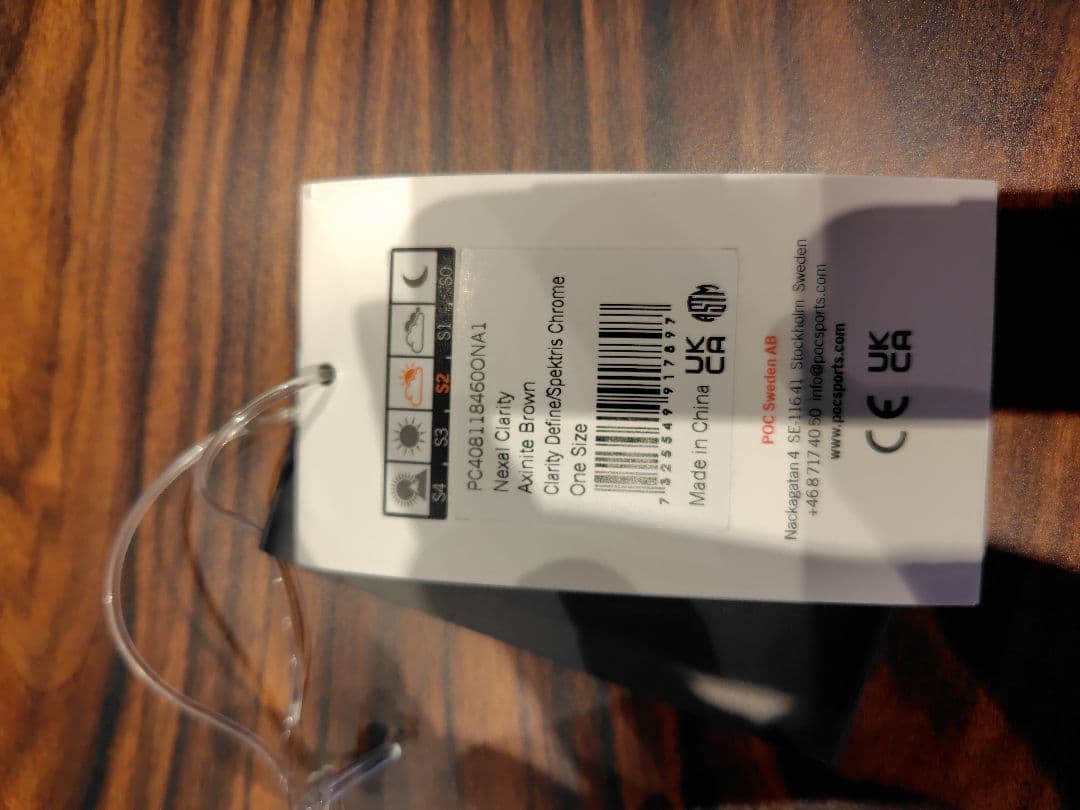 S4 . S3 . S2 . S1 . S0
PC408118460ONA1
Nexal Clarity
Axinite Brown
Clarity Define/Spektris Chrome
One Size
7 325549 917897
Made in China UK CA ASTM
POC Sweden AB
Nackagatan 4 SE-116 41 Stockholm Sweden
+46 8 717 40 50 info@pocsports.com
www.pocsports.com
CE UK CA